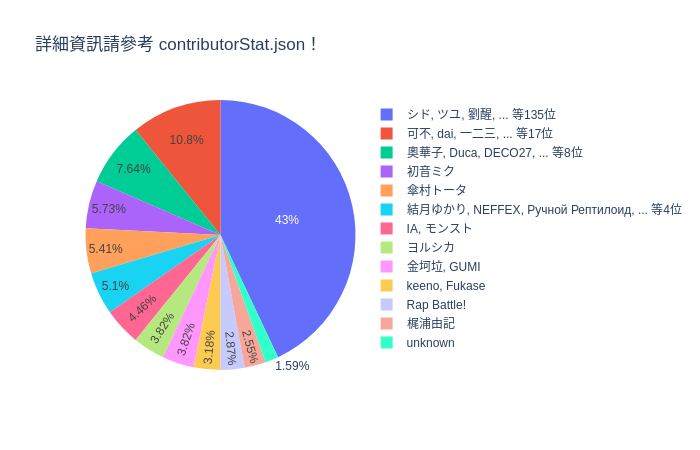 詳細資訊請參考 contributorStat.json！
シド, ツユ, 劉醒, ... 等135位
可不, dai, 一二三, ... 等17位
奧華子, Duca, DECO27, ... 等8位
初音ミク
傘村トータ
結月ゆかり, NEFFEX, Ручной Рептилоид, ... 等4位
IA, モンスト
ヨルシカ
金坷垃, GUMI
keeno, Fukase
Rap Battle!
梶浦由記
unknown
43%
10.8%
7.64%
5.73%
5.41%
5.1%
4.46%
3.82%
3.82%
3.18%
2.87%
2.55%
1.59%